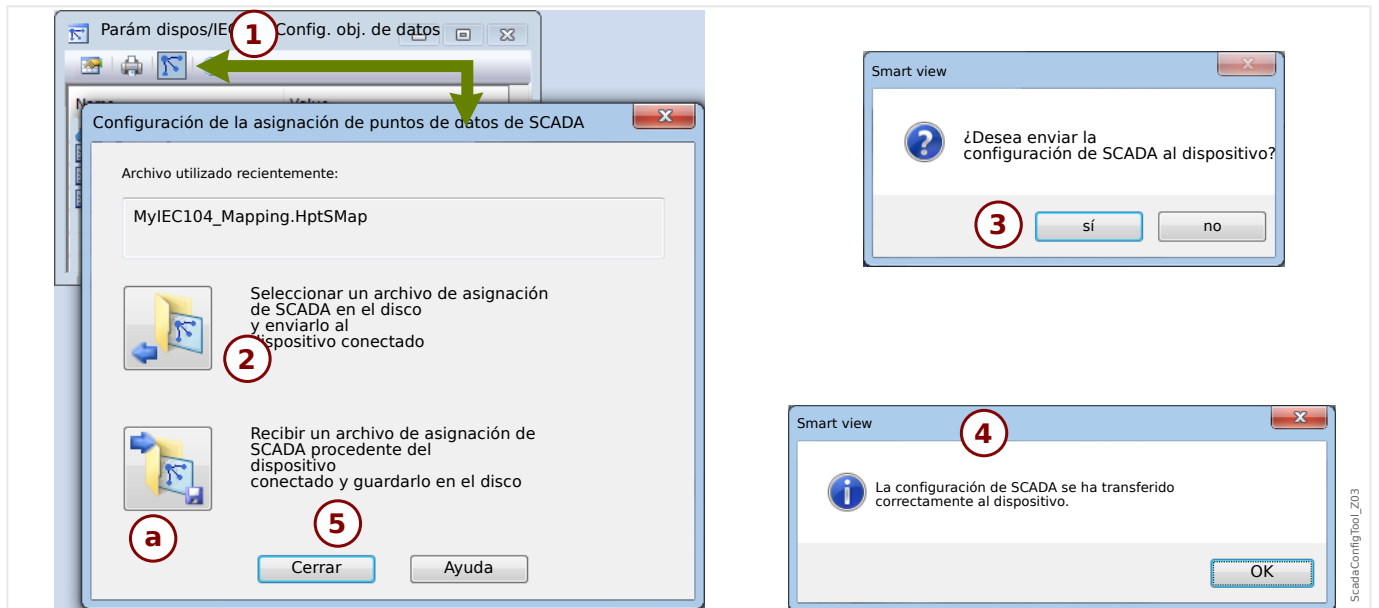 Parám dispos/IE
1
Config. obj. de datos
Configuración de la asignación de puntos de datos de SCADA
Archivo utilizado recientemente:
MyIEC104_Mapping.HptSMap
Seleccionar un archivo de asignación
de SCADA en el disco
y enviarlo al
dispositivo conectado
2
Recibir un archivo de asignación de
SCADA procedente del
dispositivo
conectado y guardarlo en el disco
a
5
Cerrar
Ayuda
Smart view
¿Desea enviar la
configuración de SCADA al dispositivo?
3
sí
no
Smart view
4
La configuración de SCADA se ha transferido
correctamente al dispositivo.
OK
ScadaConfigTool_Z03